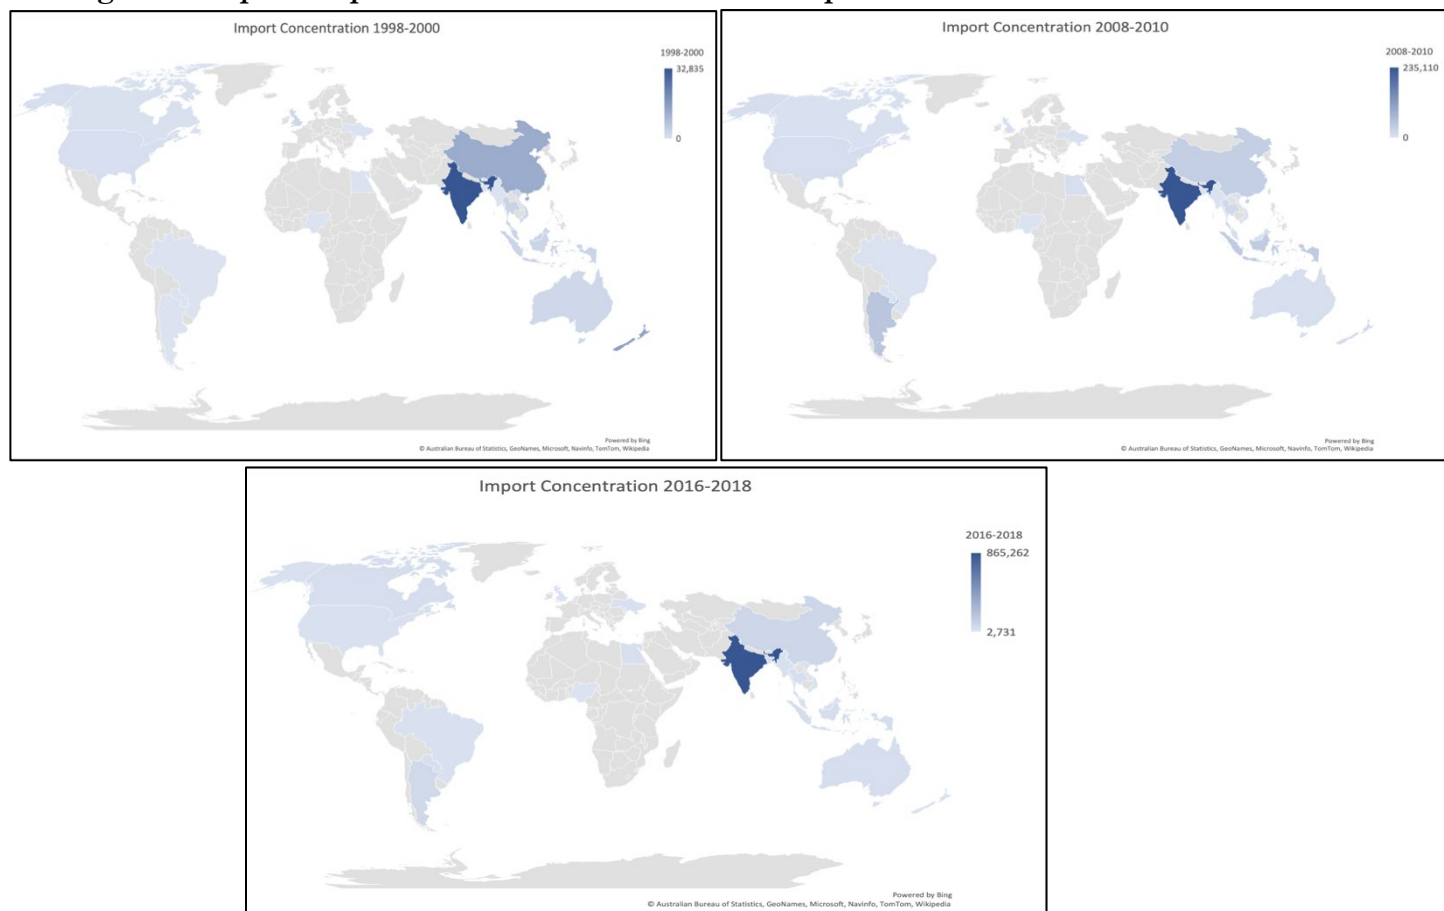 Import Concentration 1998-2000
1998-2000
32,835
0
Powered by Bing
© Australian Bureau of Statistics, GeoNames, Microsoft, Navinfo, TomTom, Wikipedia
Import Concentration 2008-2010
2008-2010
235,110
0
Powered by Bing
© Australian Bureau of Statistics, GeoNames, Microsoft, Navinfo, TomTom, Wikipedia
Import Concentration 2016-2018
2016-2018
865,262
2,731
Powered by Bing
© Australian Bureau of Statistics, GeoNames, Microsoft, Navinfo, TomTom, Wikipedia